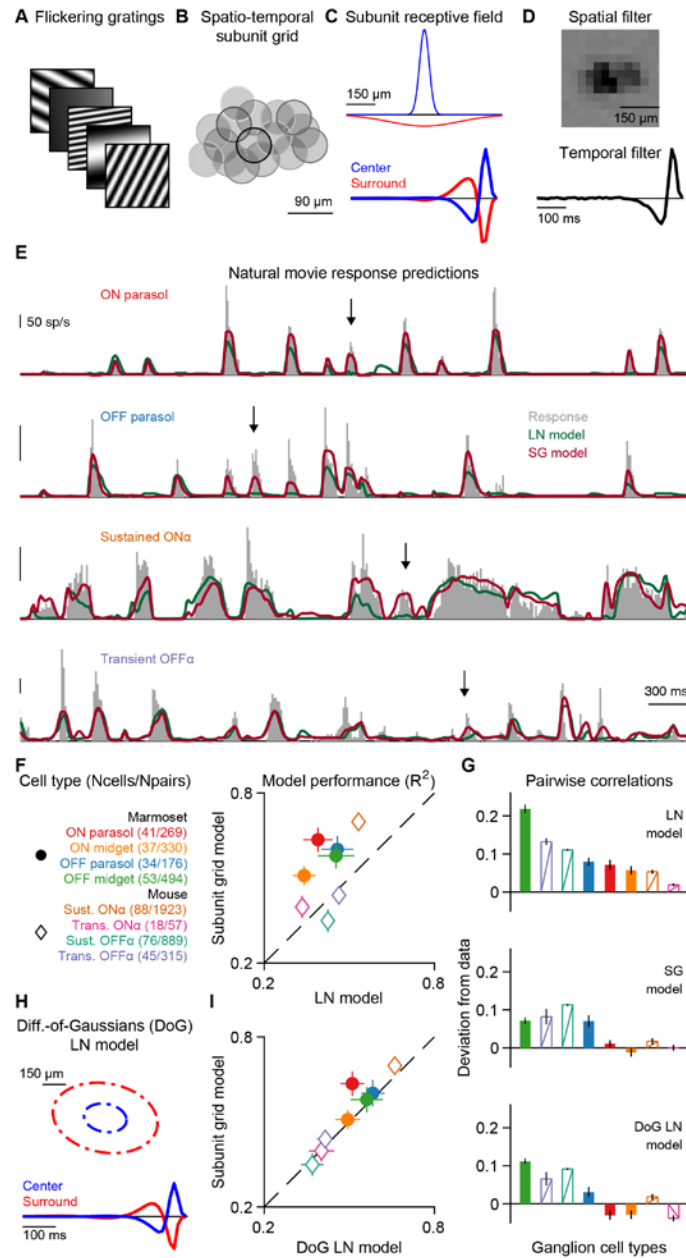 A Flickering gratings
B Spatio-temporal
subunit grid
90 µm
C Subunit receptive field
150 µm
Center
Surround
D Spatial filter
150 µm
Temporal filter
100 ms
E
Natural movie response predictions
50 sp/s
ON parasol
OFF parasol
Response
LN model
SG model
Sustained ONα
Transient OFFα
300 ms
F
Cell type (Ncells/Npairs)
Marmoset
ON parasol (41/269)
ON midget (37/330)
OFF parasol (34/176)
OFF midget (53/494)
Mouse
Sust. ONα (88/1923)
Trans. ONα (18/57)
Sust. OFFα (76/889)
Trans. OFFα (45/315)
Model performance (R²)
0.8
Subunit grid model
0.2
0.2
LN model
0.8
G
Pairwise correlations
0.2
0.1
0
LN
model
Deviation from data
0.2
0.1
0
SG
model
0.2
0.1
0
DoG LN
model
Ganglion cell types
H
Diff.-of-Gaussians (DoG)
LN model
150 µm
Center
Surround
100 ms
I
0.8
Subunit grid model
0.2
0.2
DoG LN model
0.8